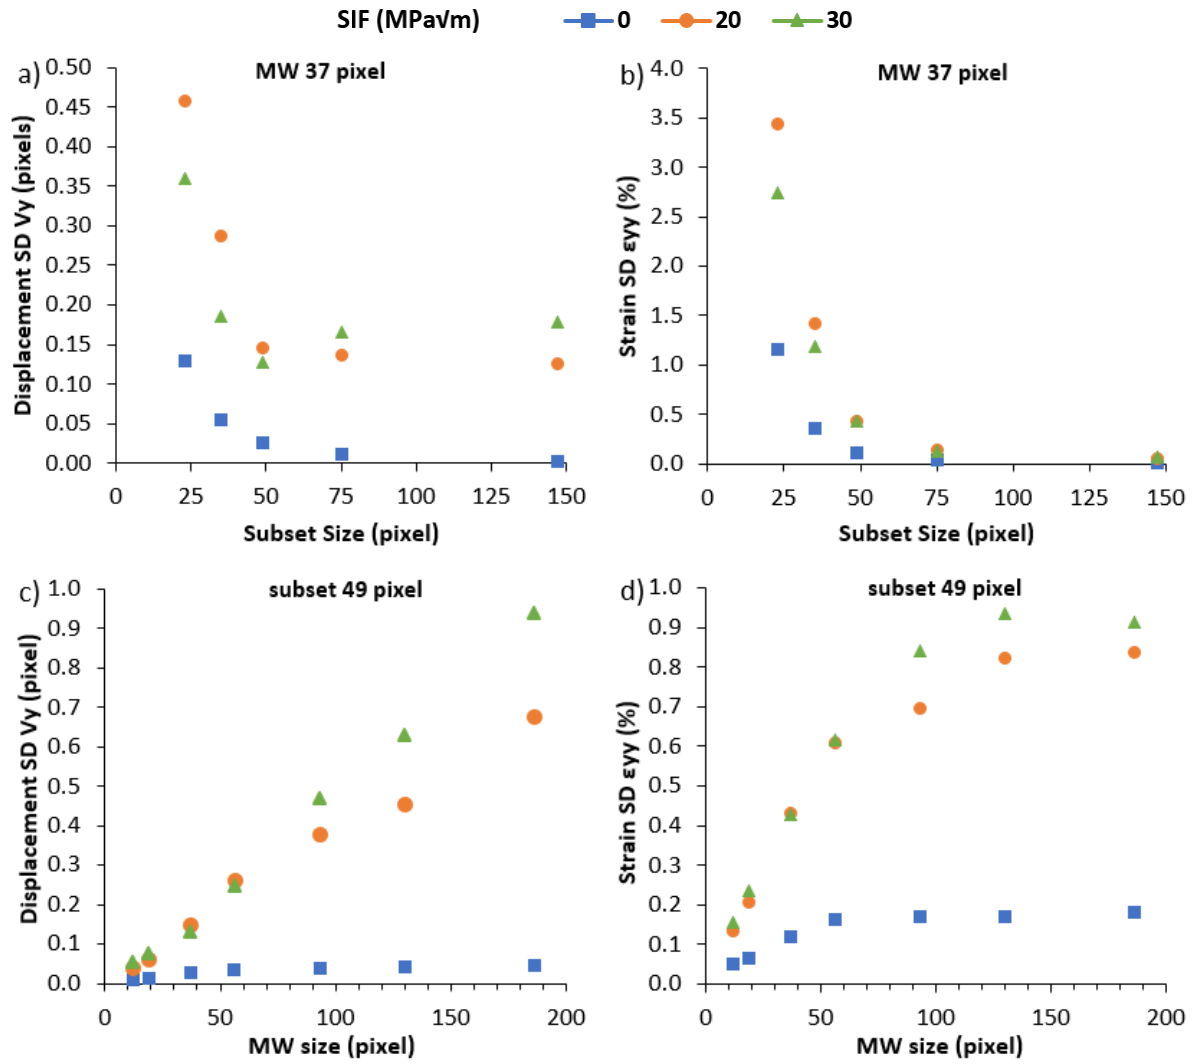 SIF (MPa√m) 0 20 30
a) MW 37 pixel
Displacement SD Vy (pixels)
0.50
0.45
0.40
0.35
0.30
0.25
0.20
0.15
0.10
0.05
0.00
0 25 50 75 100 125 150
Subset Size (pixel)
b) MW 37 pixel
Strain SD εyy (%)
4.0
3.5
3.0
2.5
2.0
1.5
1.0
0.5
0.0
0 25 50 75 100 125 150
Subset Size (pixel)
c) subset 49 pixel
Displacement SD Vy (pixel)
1.0
0.9
0.8
0.7
0.6
0.5
0.4
0.3
0.2
0.1
0.0
0 50 100 150 200
MW size (pixel)
d) subset 49 pixel
Strain SD εyy (%)
1.0
0.9
0.8
0.7
0.6
0.5
0.4
0.3
0.2
0.1
0.0
0 50 100 150 200
MW size (pixel)